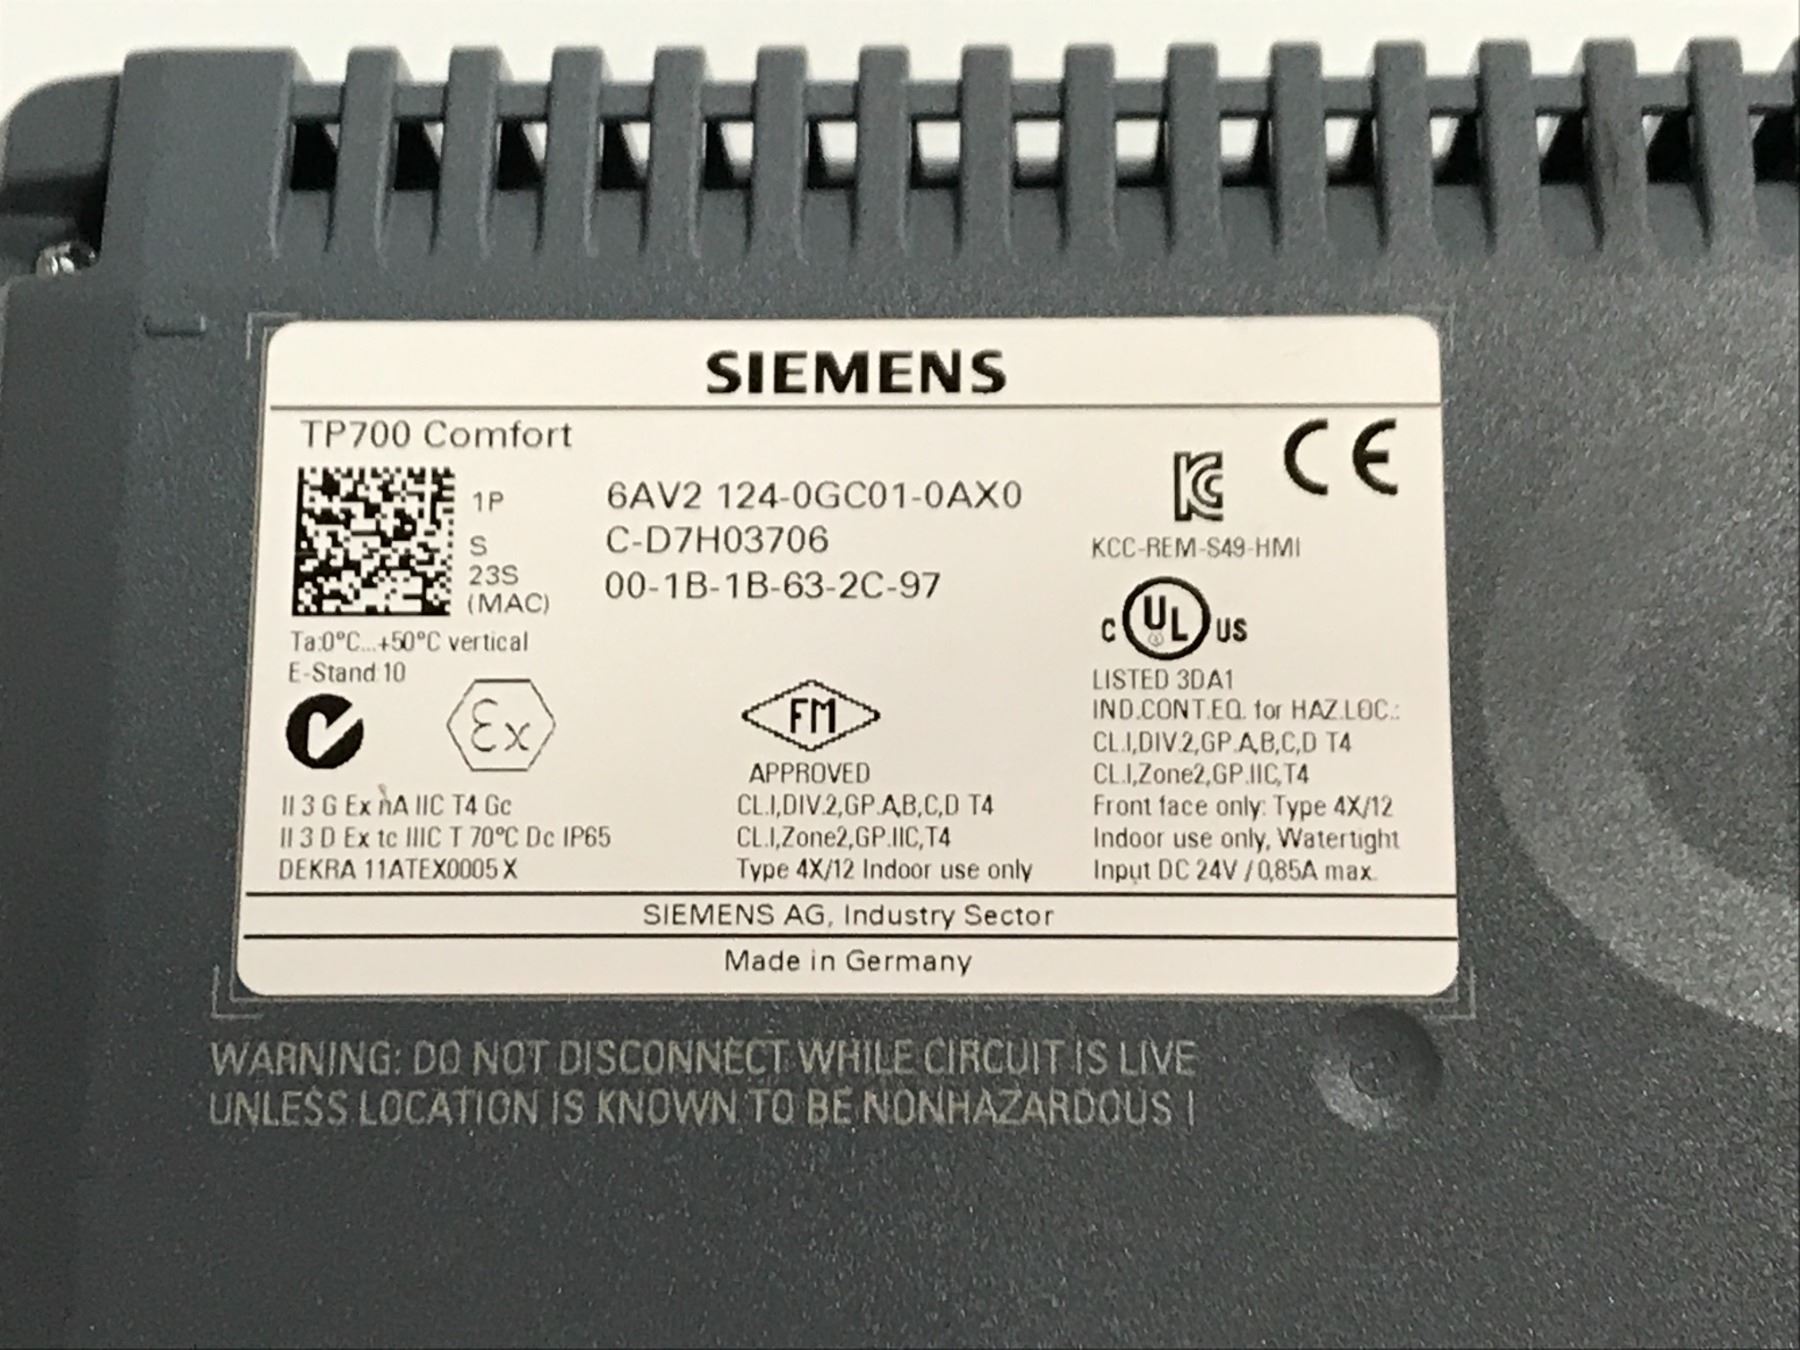 SIEMENS
TP700 Comfort
1P 6AV2 124-0GC01-0AX0
S C-D7H03706
23S 00-1B-1B-63-2C-97
(MAC)
Ta:0°C...+50°C vertical
E-Stand 10
Ex
II 3 G Ex nA IIC T4 Gc
II 3 D Ex tc IIIC T 70°C Dc IP65
DEKRA 11ATEX0005 X
FM
APPROVED
CL.I,DIV.2,GP.A,B,C,D T4
CL.I,Zone2,GP.IIC,T4
Type 4X/12 Indoor use only
KC CE
KCC-REM-S49-HMI
C UL US
LISTED 3DA1
IND.CONT.EQ. for HAZ.LOC.:
CL.I,DIV.2,GP.A,B,C,D T4
CL.I,Zone2,GP.IIC,T4
Front face only: Type 4X/12
Indoor use only, Watertight
Input DC 24V / 0,85A max.
SIEMENS AG, Industry Sector
Made in Germany
WARNING: DO NOT DISCONNECT WHILE CIRCUIT IS LIVE
UNLESS LOCATION IS KNOWN TO BE NONHAZARDOUS !